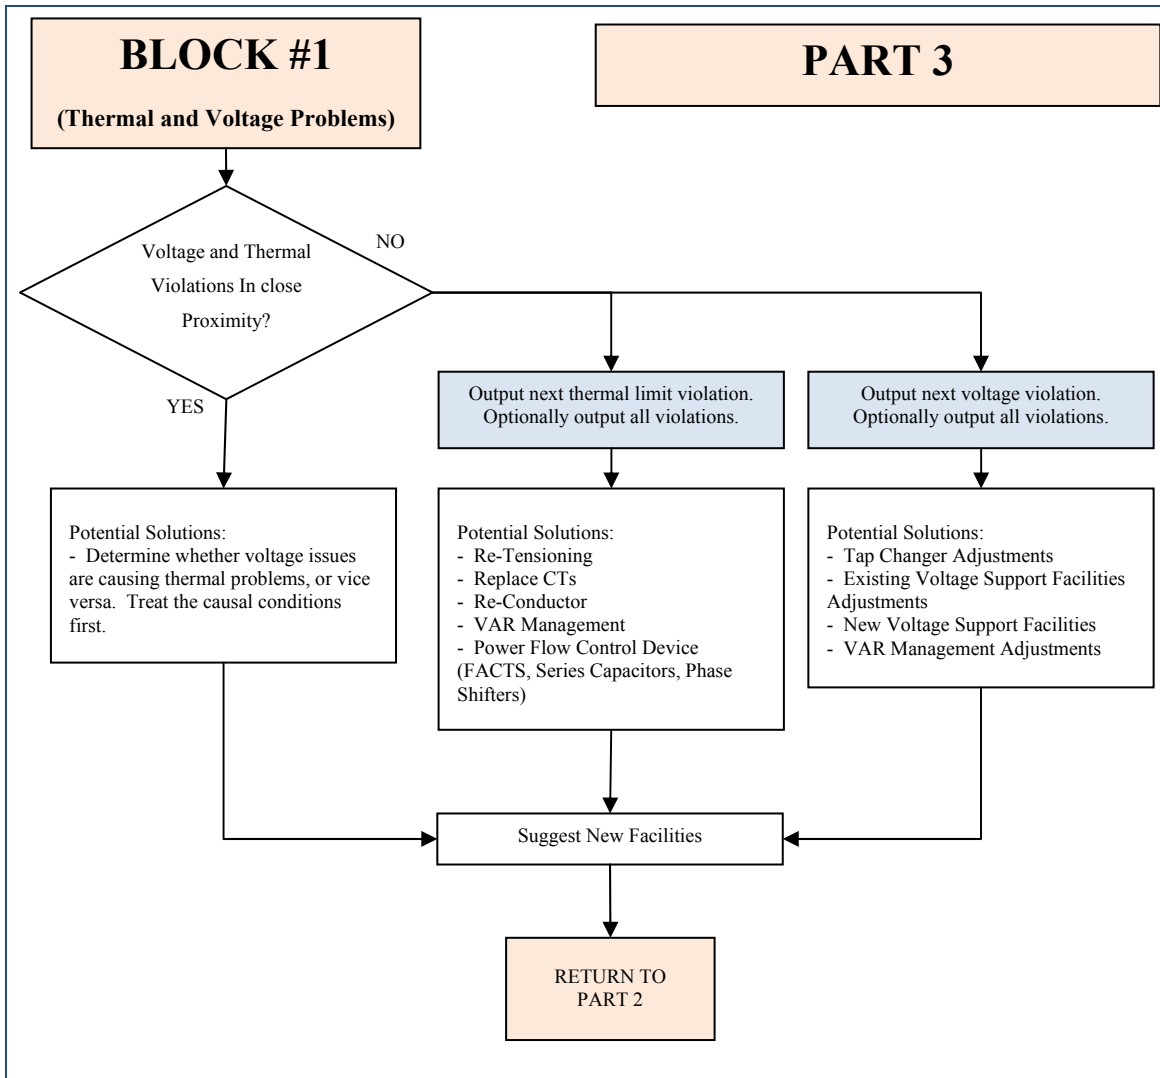 BLOCK #1
(Thermal and Voltage Problems)
PART 3
Voltage and Thermal
Violations In close
Proximity?
NO
YES
Output next thermal limit violation.
Optionally output all violations.
Output next voltage violation.
Optionally output all violations.
Potential Solutions:
- Determine whether voltage issues
are causing thermal problems, or vice
versa. Treat the causal conditions
first.
Potential Solutions:
- Re-Tensioning
- Replace CTs
- Re-Conductor
- VAR Management
- Power Flow Control Device
(FACTS, Series Capacitors, Phase
Shifters)
Potential Solutions:
- Tap Changer Adjustments
- Existing Voltage Support Facilities
Adjustments
- New Voltage Support Facilities
- VAR Management Adjustments
Suggest New Facilities
RETURN TO
PART 2